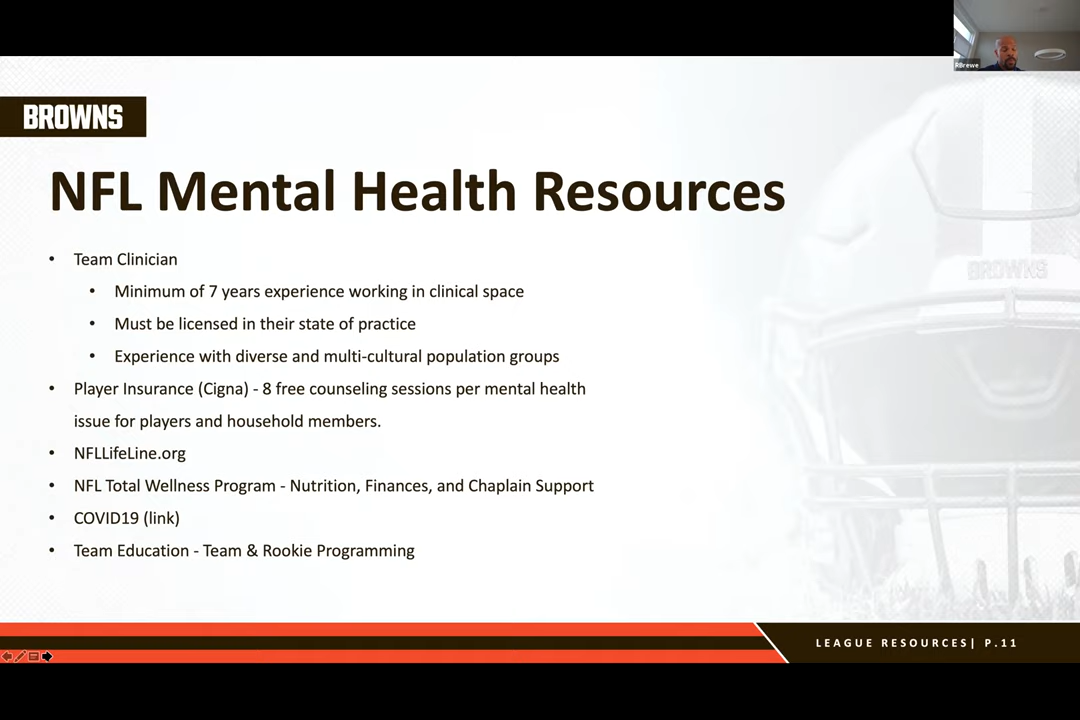 RBrewe
BROWNS
NFL Mental Health Resources
• Team Clinician
• Minimum of 7 years experience working in clinical space
• Must be licensed in their state of practice
• Experience with diverse and multi-cultural population groups
• Player Insurance (Cigna) - 8 free counseling sessions per mental health
issue for players and household members.
• NFLLifeLine.org
• NFL Total Wellness Program - Nutrition, Finances, and Chaplain Support
• COVID19 (link)
• Team Education - Team & Rookie Programming
BROWNS
LEAGUE RESOURCES| P.11